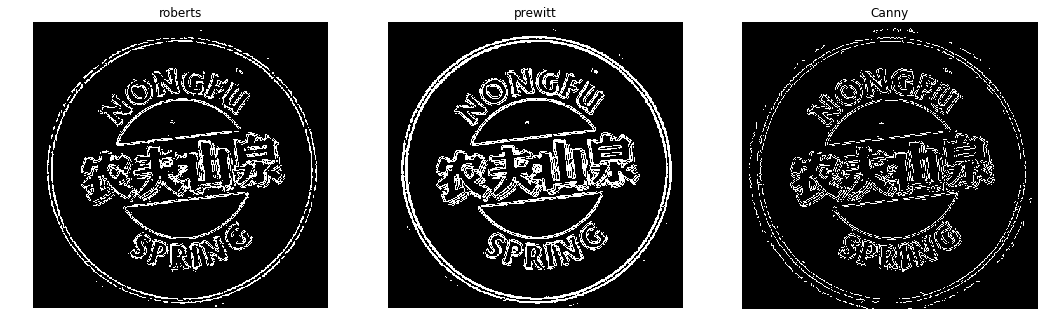 roberts
NONGFU
农夫山泉
SPRING
prewitt
NONGFU
农夫山泉
SPRING
Canny
NONGFU
农夫山泉
SPRING